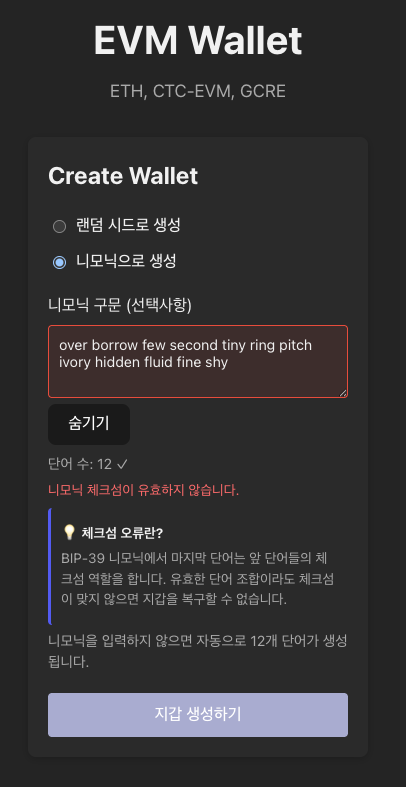 EVM Wallet
ETH, CTC-EVM, GCRE
Create Wallet
랜덤 시드로 생성
니모닉으로 생성
니모닉 구문 (선택사항)
over borrow few second tiny ring pitch
ivory hidden fluid fine shy
숨기기
단어 수: 12 ✓
니모닉 체크섬이 유효하지 않습니다.
💡 체크섬 오류란?
BIP-39 니모닉에서 마지막 단어는 앞 단어들의 체
크섬 역할을 합니다. 유효한 단어 조합이라도 체크섬
이 맞지 않으면 지갑을 복구할 수 없습니다.
니모닉을 입력하지 않으면 자동으로 12개 단어가 생성
됩니다.
지갑 생성하기